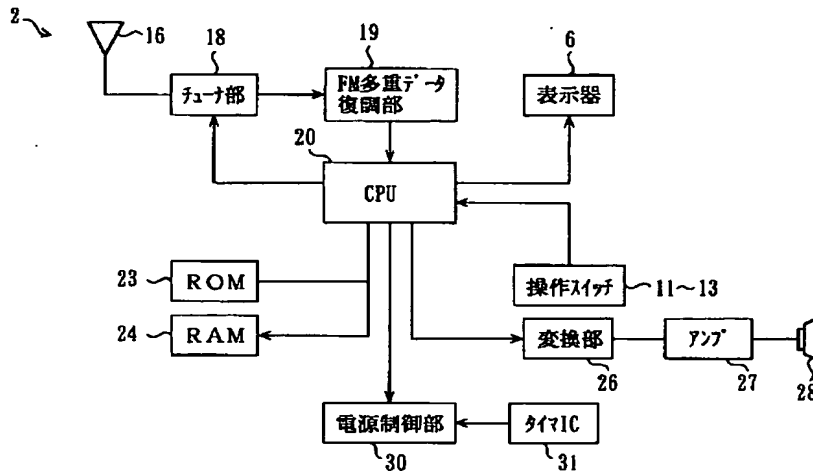 2
16
18
チューナ部
19
FM多重データ
復調部
6
表示器
20
CPU
23
ROM
24
RAM
操作スイッチ
11～13
変換部
26
アンプ
27
28
電源制御部
30
タイマIC
31